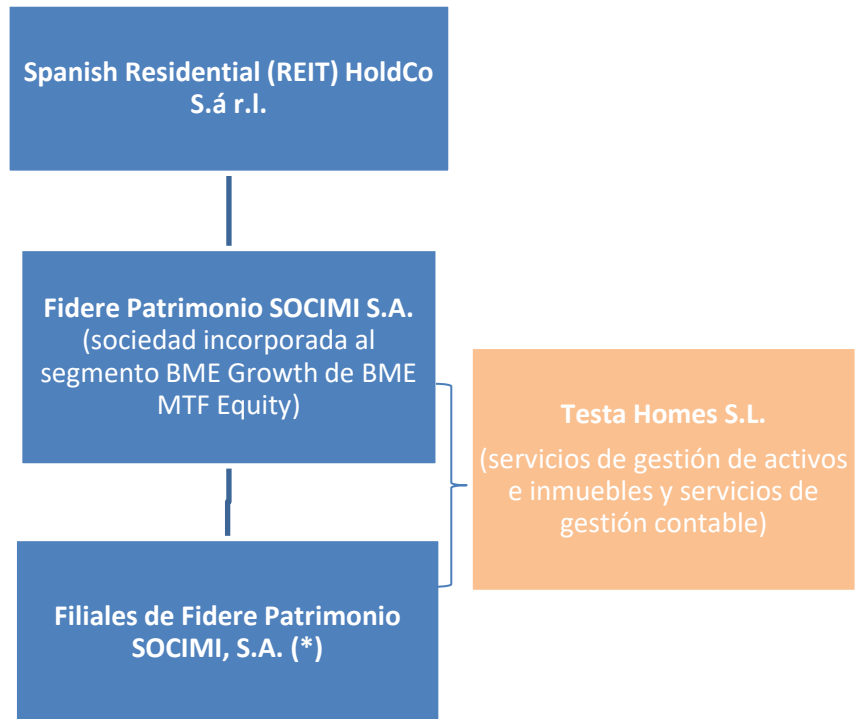 Spanish Residential (REIT) HoldCo
S.á r.l.
Fidere Patrimonio SOCIMI S.A.
(sociedad incorporada al
segmento BME Growth de BME
MTF Equity)
Testa Homes S.L.
(servicios de gestión de activos
e inmuebles y servicios de
gestión contable)
Filiales de Fidere Patrimonio
SOCIMI, S.A. (*)